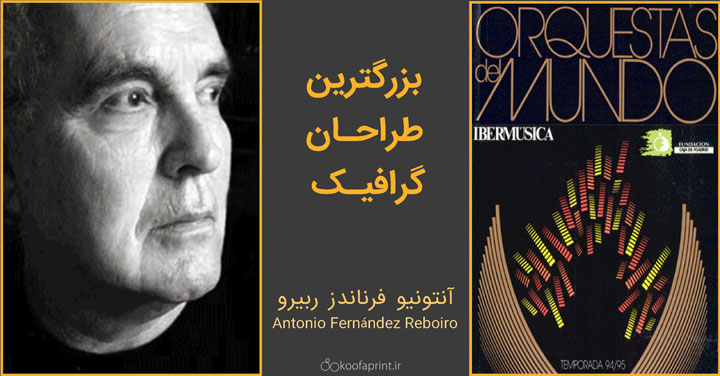 بزرگترین
طراحان
گرافیک
آنتونیو فرناندز ریبرو
Antonio Fernández Reboiro
koofaprint.ir
ORQUESTAS
del
MUNDO
IBERMÚSICA
FUNDACION
CAJA DE MADRID
TEMPORADA 94/95